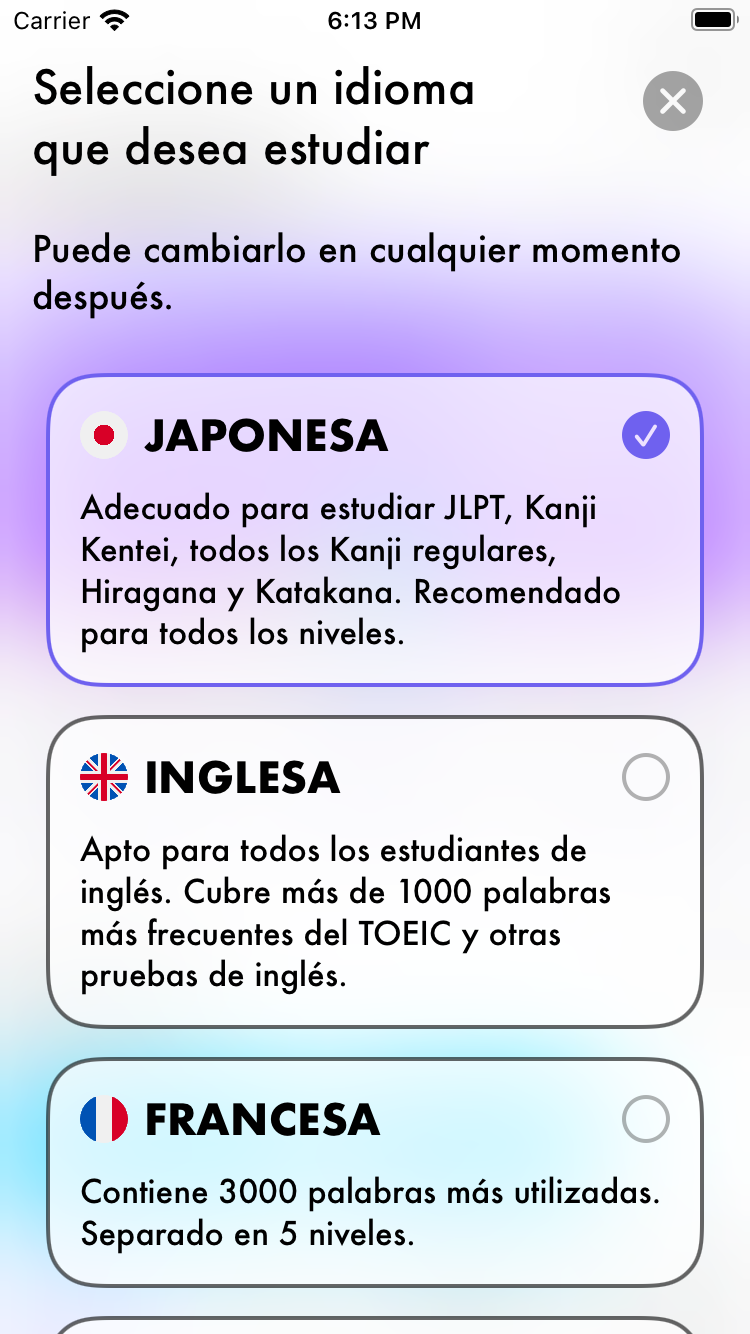 Carrier 6:13 PM
Seleccione un idioma
que desea estudiar
Puede cambiarlo en cualquier momento
después.
JAPONESA
Adecuado para estudiar JLPT, Kanji
Kentei, todos los Kanji regulares,
Hiragana y Katakana. Recomendado
para todos los niveles.
INGLESA
Apto para todos los estudiantes de
inglés. Cubre más de 1000 palabras
más frecuentes del TOEIC y otras
pruebas de inglés.
FRANCESA
Contiene 3000 palabras más utilizadas.
Separado en 5 niveles.